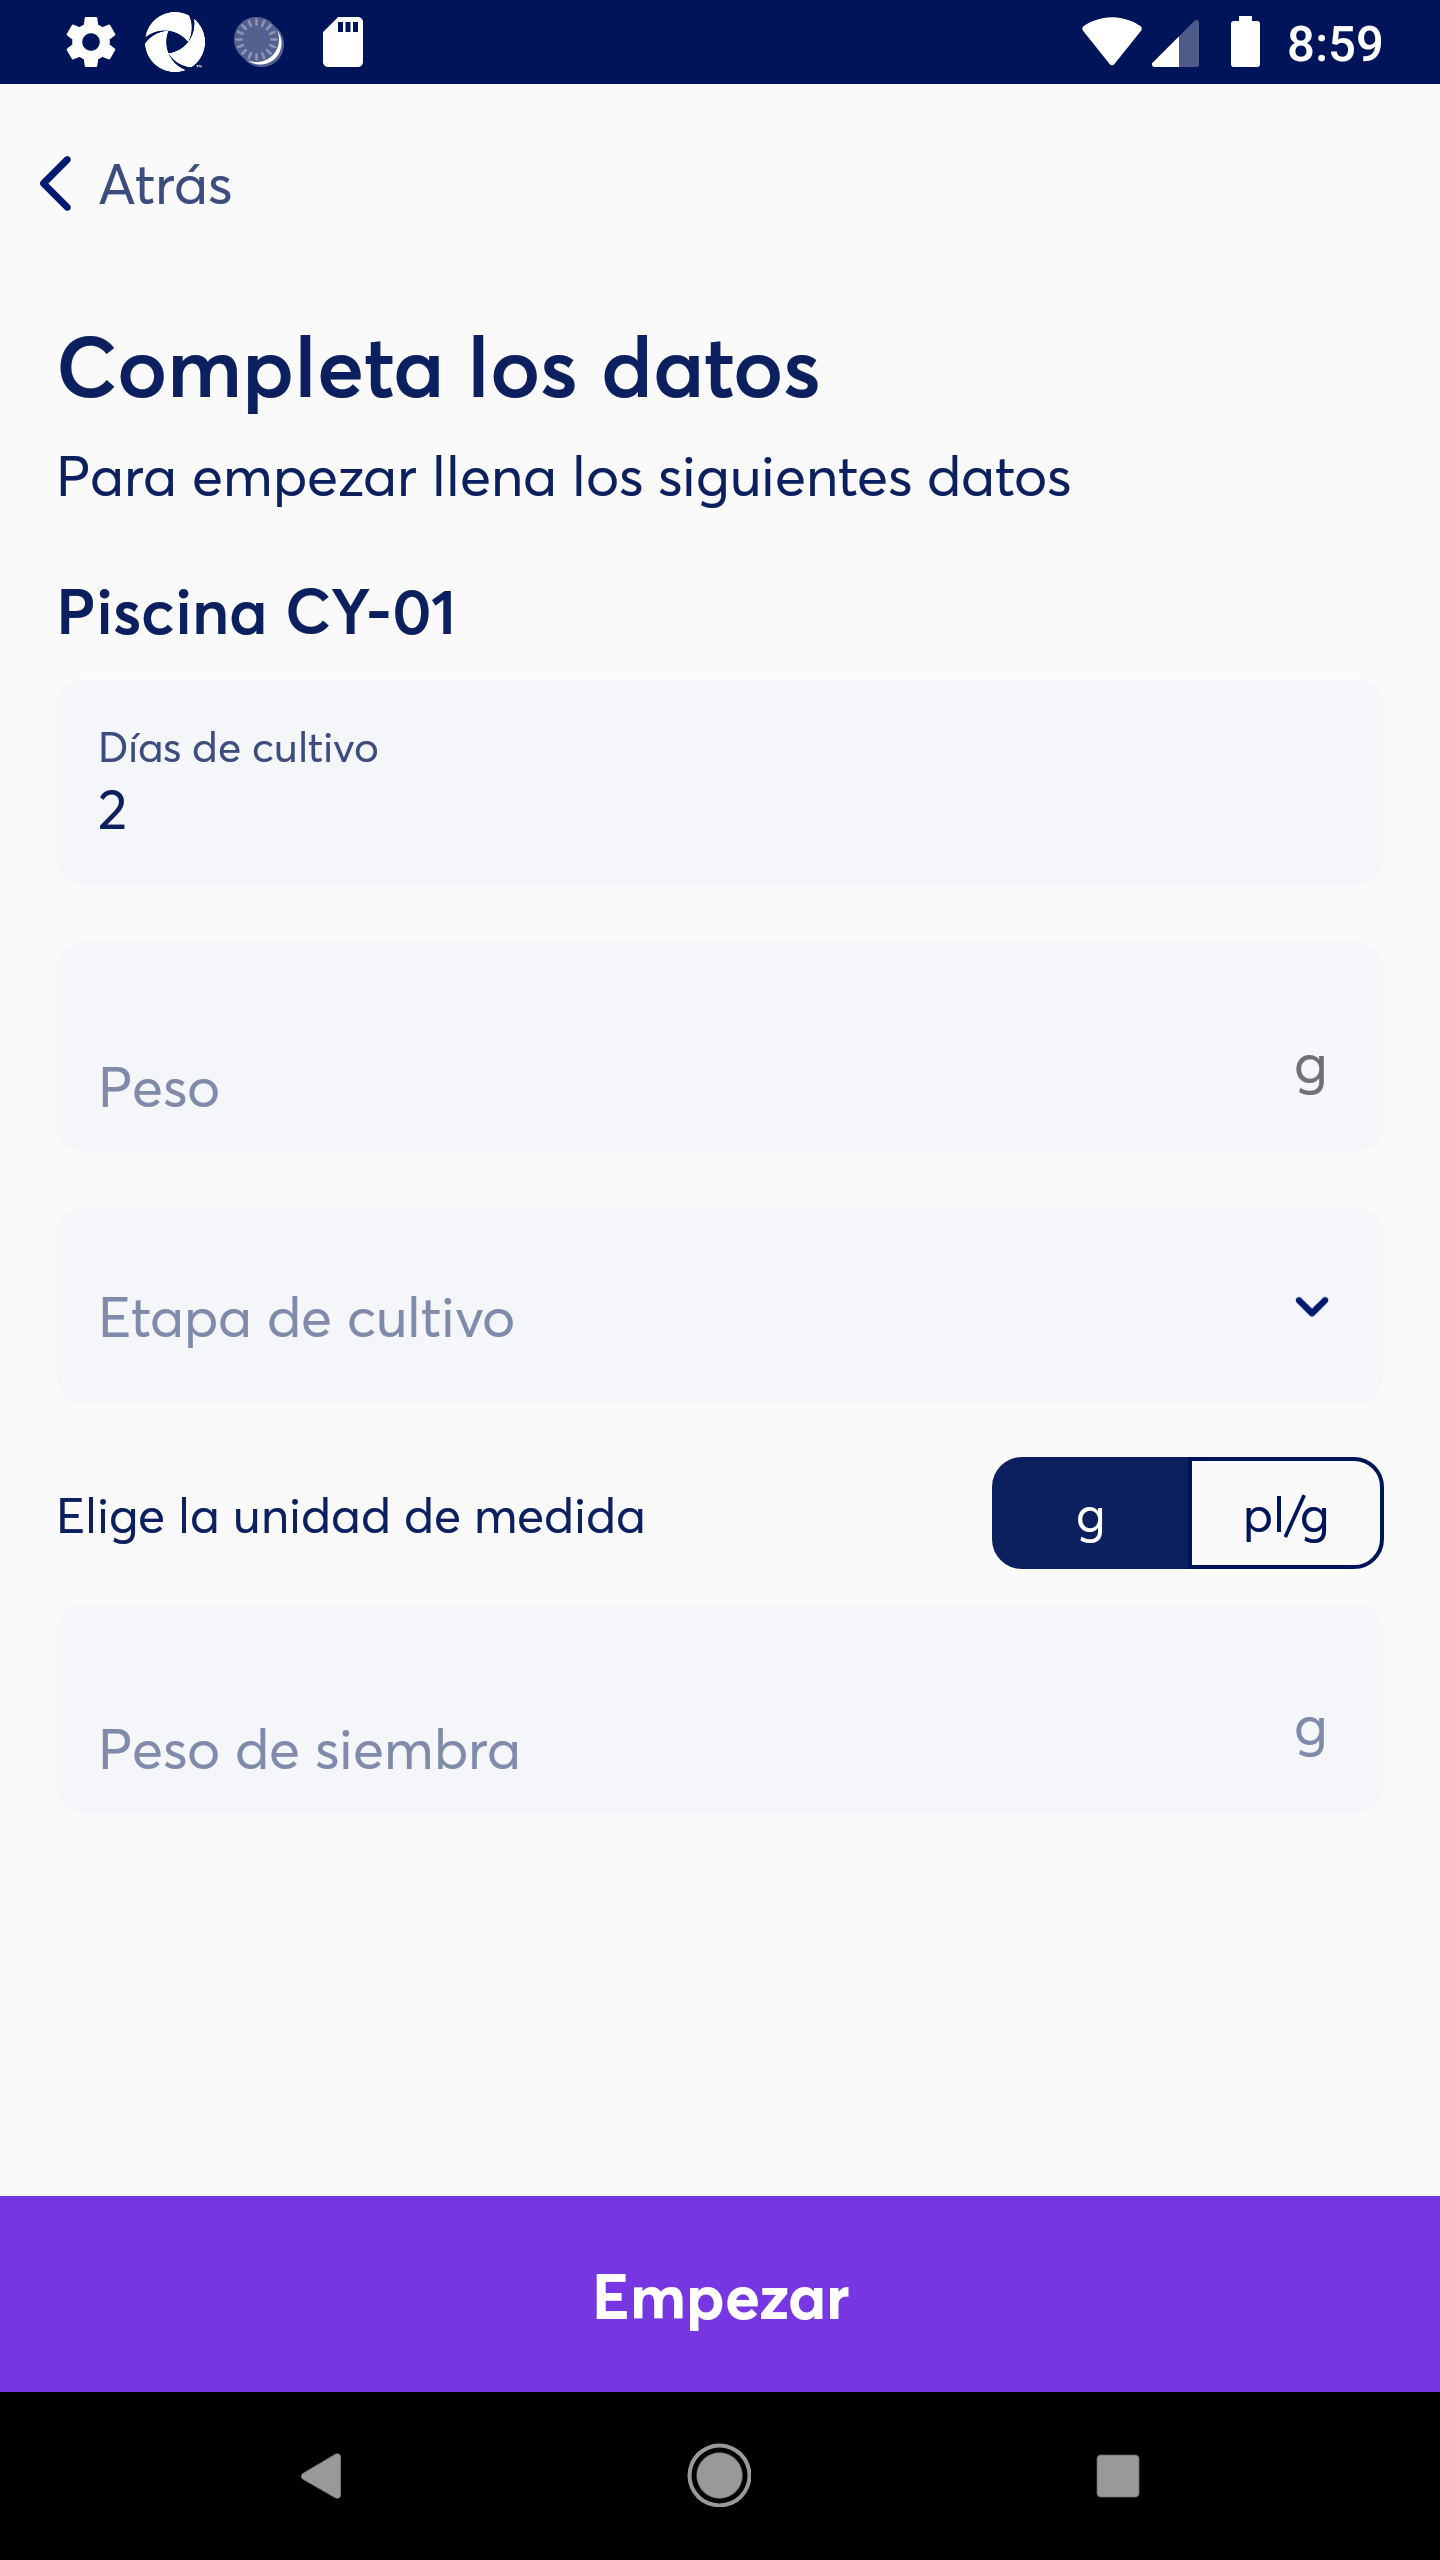 8:59
Atrás
Completa los datos
Para empezar llena los siguientes datos
Piscina CY-01
Días de cultivo
2
Peso
g
Etapa de cultivo
Elige la unidad de medida
g
pl/g
Peso de siembra
g
Empezar